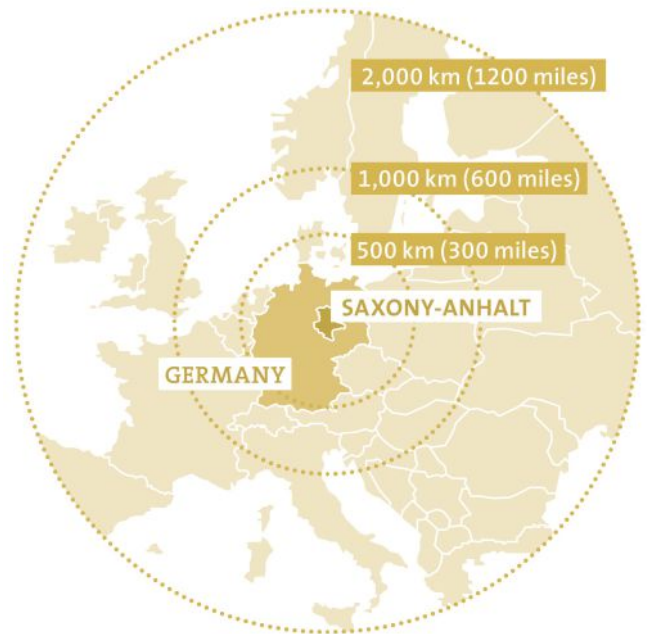 2,000 km (1200 miles)
1,000 km (600 miles)
500 km (300 miles)
SAXONY-ANHALT
GERMANY